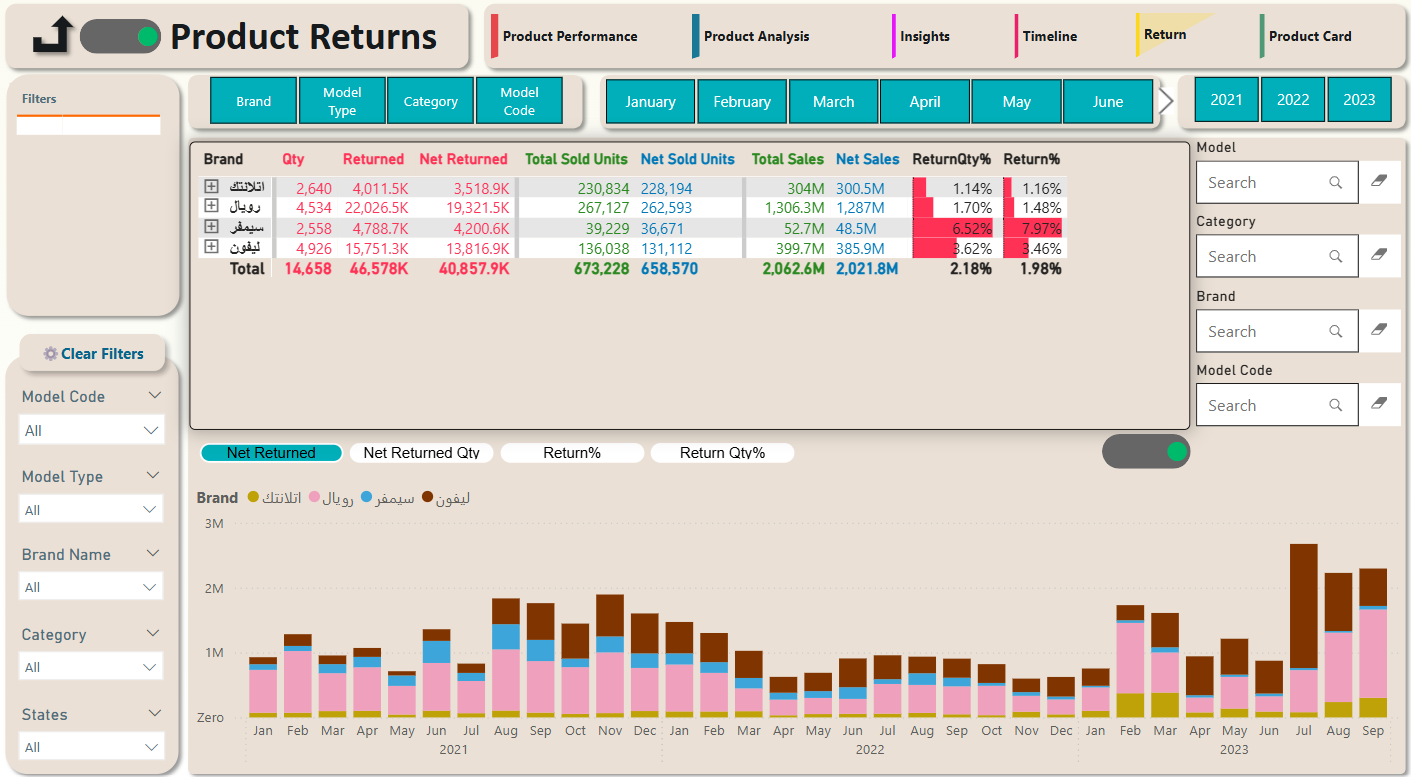 Product Returns
Product Performance
Product Analysis
Insights
Timeline
Return
Product Card
Filters
Brand
Model Type
Category
Model Code
January
February
March
April
May
June
2021
2022
2023
Brand Qty Returned Net Returned Total Sold Units Net Sold Units Total Sales Net Sales ReturnQty% Return%
اتلانتك 2,640 4,011.5K 3,518.9K 230,834 228,194 304M 300.5M 1.14% 1.16%
رويال 4,534 22,026.5K 19,321.5K 267,127 262,593 1,306.3M 1,287M 1.70% 1.48%
سيمفر 2,558 4,788.7K 4,200.6K 39,229 36,671 52.7M 48.5M 6.52% 7.97%
ليفون 4,926 15,751.3K 13,816.9K 136,038 131,112 399.7M 385.9M 3.62% 3.46%
Total 14,658 46,578K 40,857.9K 673,228 658,570 2,062.6M 2,021.8M 2.18% 1.98%
Model
Search
Category
Search
Brand
Search
Model Code
Search
Clear Filters
Model Code
All
Model Type
All
Brand Name
All
Category
All
States
All
Net Returned
Net Returned Qty
Return%
Return Qty%
Brand اتلانتك رويال سيمفر ليفون
3M
2M
1M
Zero
Jan Feb Mar Apr May Jun Jul Aug Sep Oct Nov Dec Jan Feb Mar Apr May Jun Jul Aug Sep Oct Nov Dec Jan Feb Mar Apr May Jun Jul Aug Sep
2021 2022 2023